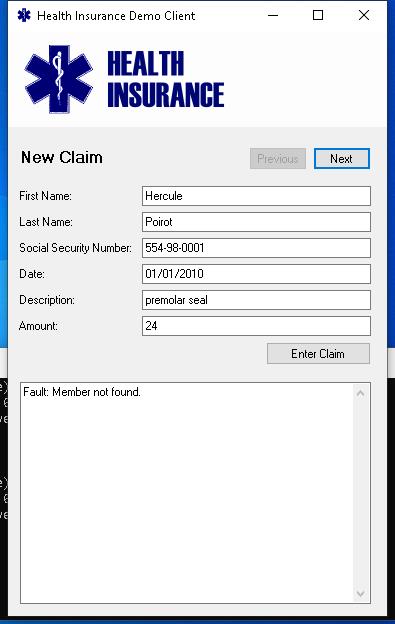 Health Insurance Demo Client
HEALTH
INSURANCE
New Claim
Previous
Next
First Name:
Hercule
Last Name:
Poirot
Social Security Number:
554-98-0001
Date:
01/01/2010
Description:
premolar seal
Amount:
24
Enter Claim
Fault: Member not found.